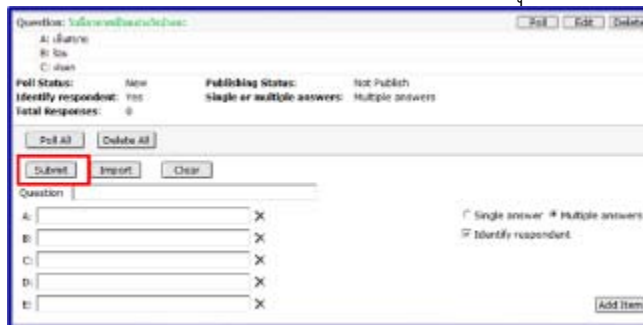 Question: Poll Edit Delete
A:
B:
C:
Poll Status: New Publishing Status: Not Publish
Identify respondent: Yes Single or multiple answers: Multiple answers
Total Responses: 0
Poll All Delete All
Submit Import Clear
Question
A: Single answer Multiple answers
B: Identify respondent
C:
D:
E: Add Item